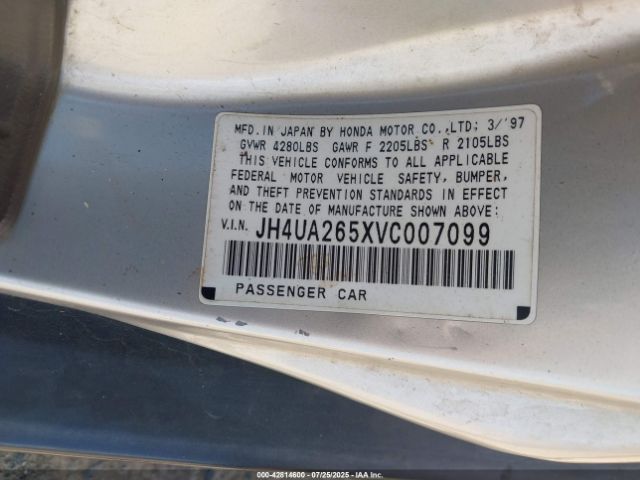 MFD.IN JAPAN BY HONDA MOTOR CO.,LTD; 3/'97
GVWR 4280LBS GAWR F 2205LBS R 2105LBS
THIS VEHICLE CONFORMS TO ALL APPLICABLE
FEDERAL MOTOR VEHICLE SAFETY, BUMPER,
AND THEFT PREVENTION STANDARDS IN EFFECT
ON THE DATE OF MANUFACTURE SHOWN ABOVE:
V.I.N. JH4UA265XVC007099
PASSENGER CAR
000-42814600 - 07/25/2025 - IAA Inc.